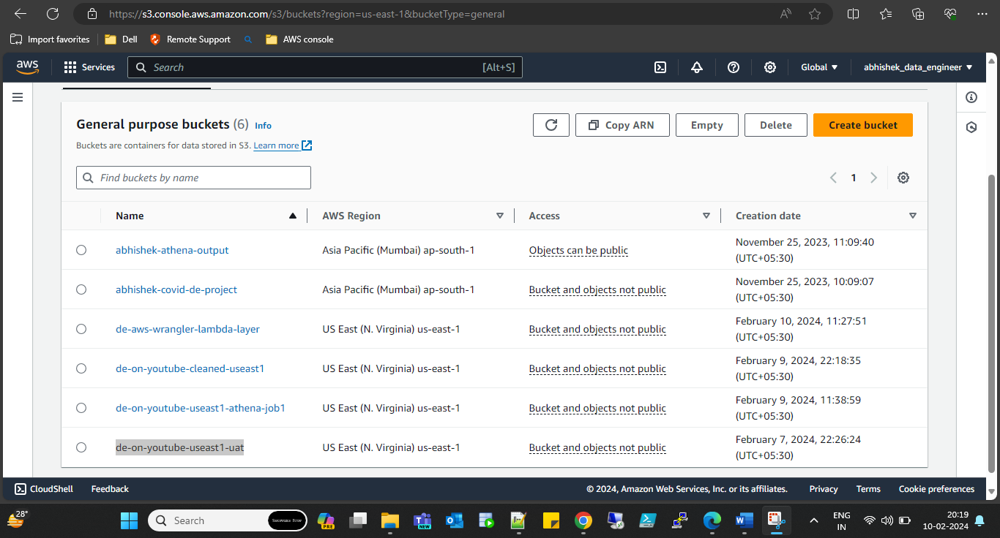 https://s3.console.aws.amazon.com/s3/buckets?region=us-east-1&bucketType=general
Import favorites
Dell
Remote Support
AWS console
aws
Services
Search
[Alt+S]
Global
abhishek_data_engineer
General purpose buckets (6) Info
Buckets are containers for data stored in S3. Learn more
Copy ARN
Empty
Delete
Create bucket
Find buckets by name
1
Name
AWS Region
Access
Creation date
abhishek-athena-output
Asia Pacific (Mumbai) ap-south-1
Objects can be public
November 25, 2023, 11:09:40
(UTC+05:30)
abhishek-covid-de-project
Asia Pacific (Mumbai) ap-south-1
Bucket and objects not public
November 25, 2023, 10:09:07
(UTC+05:30)
de-aws-wrangler-lambda-layer
US East (N. Virginia) us-east-1
Bucket and objects not public
February 10, 2024, 11:27:51
(UTC+05:30)
de-on-youtube-cleaned-useast1
US East (N. Virginia) us-east-1
Bucket and objects not public
February 9, 2024, 22:18:35
(UTC+05:30)
de-on-youtube-useast1-athena-job1
US East (N. Virginia) us-east-1
Bucket and objects not public
February 9, 2024, 11:38:59
(UTC+05:30)
de-on-youtube-useast1-uat
US East (N. Virginia) us-east-1
Bucket and objects not public
February 7, 2024, 22:26:24
(UTC+05:30)
CloudShell
Feedback
© 2024, Amazon Web Services, Inc. or its affiliates.
Privacy
Terms
Cookie preferences
28°
Search
SHOPPERS STOP
PRE
NEW
ENG
IN
20:19
10-02-2024